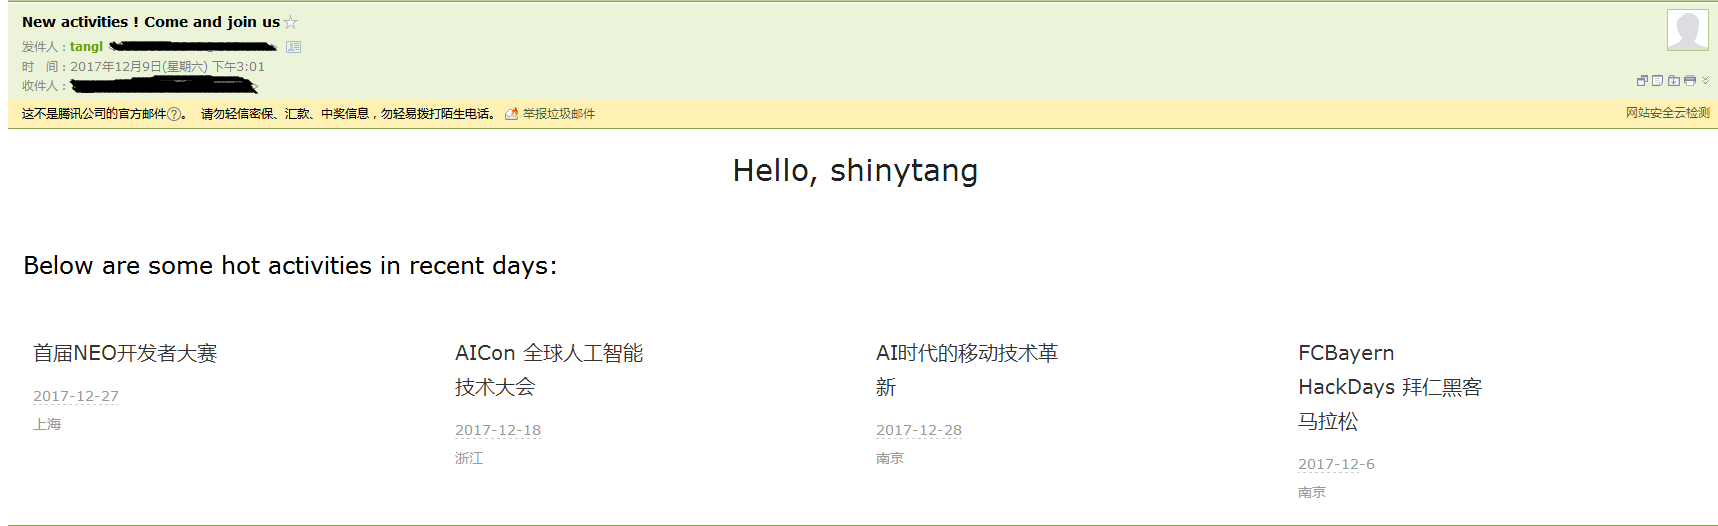 New activities ! Come and join us
发件人：tangl
时　间：2017年12月9日(星期六) 下午3:01
收件人：
这不是腾讯公司的官方邮件?。 请勿轻信密保、汇款、中奖信息，勿轻易拨打陌生电话。 举报垃圾邮件
网站安全云检测
Hello, shinytang
Below are some hot activities in recent days:
首届NEO开发者大赛
2017-12-27
上海
AICon 全球人工智能
技术大会
2017-12-18
浙江
AI时代的移动技术革
新
2017-12-28
南京
FCBayern
HackDays 拜仁黑客
马拉松
2017-12-6
南京